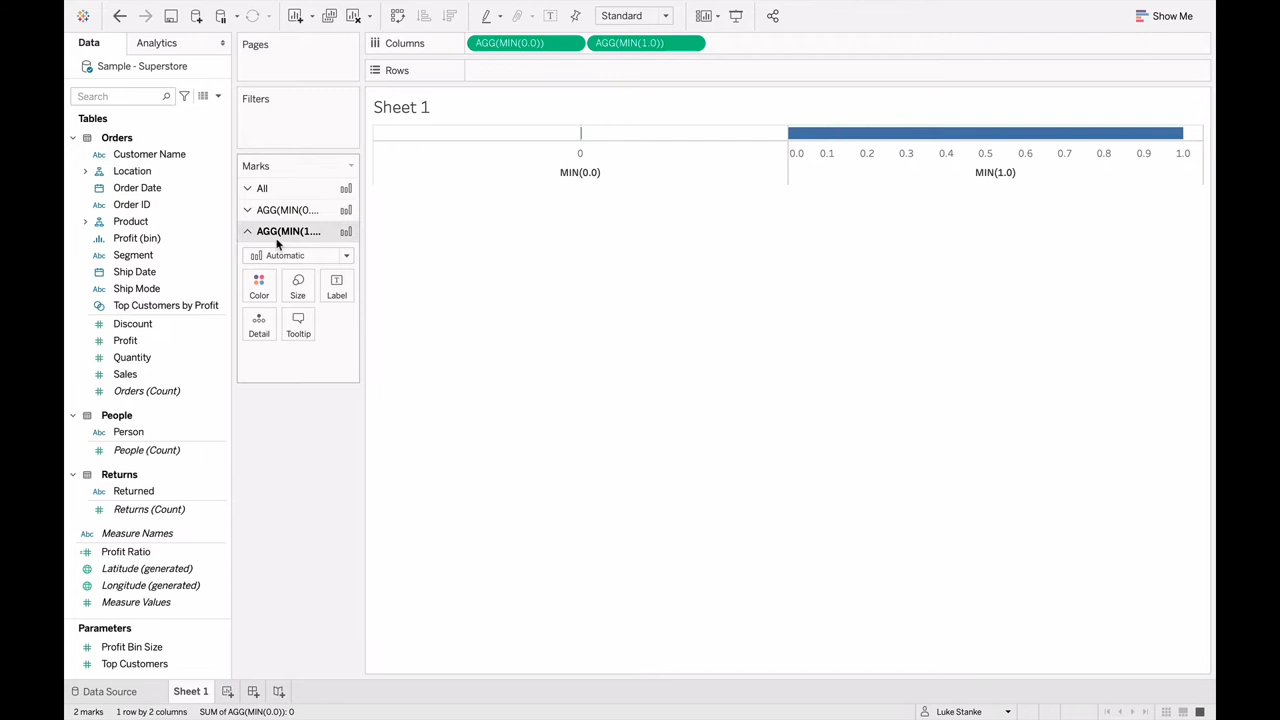 Standard
Show Me
Data
Analytics
Sample - Superstore
Search
Tables
Orders
Abc Customer Name
Location
Order Date
Abc Order ID
Product
Profit (bin)
Abc Segment
Ship Date
Abc Ship Mode
Top Customers by Profit
Discount
Profit
Quantity
Sales
Orders (Count)
People
Abc Person
People (Count)
Returns
Abc Returned
Returns (Count)
Abc Measure Names
Profit Ratio
Latitude (generated)
Longitude (generated)
Measure Values
Parameters
Profit Bin Size
Top Customers
Pages
Filters
Marks
All
AGG(MIN(0....
AGG(MIN(1....
Automatic
Color
Size
Label
Detail
Tooltip
Columns
AGG(MIN(0.0))
AGG(MIN(1.0))
Rows
Sheet 1
0
0.0 0.1 0.2 0.3 0.4 0.5 0.6 0.7 0.8 0.9 1.0
MIN(0.0)
MIN(1.0)
Data Source
Sheet 1
2 marks
1 row by 2 columns
SUM of AGG(MIN(0.0)): 0
Luke Stanke